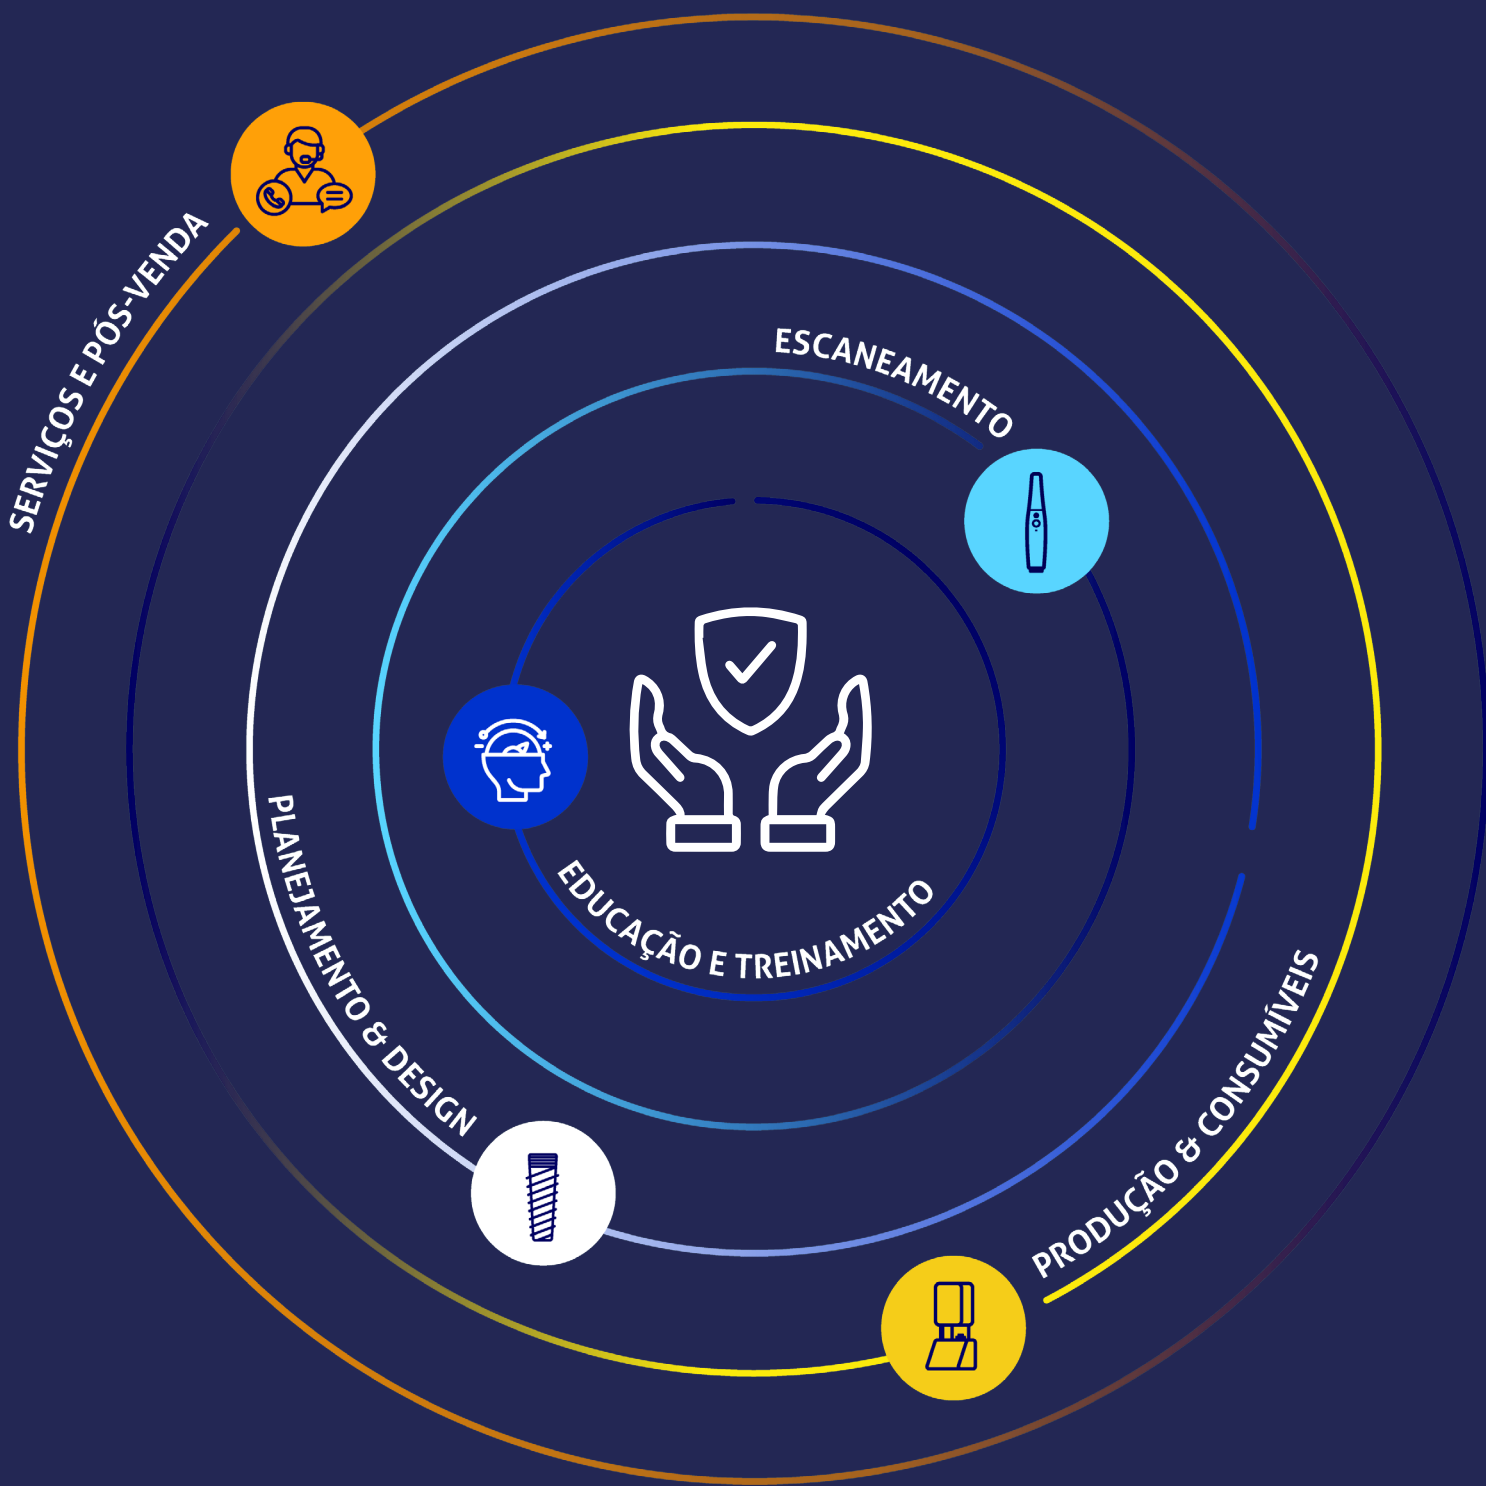 SERVIÇOS E PÓS-VENDA
ESCANEAMENTO
PLANEJAMENTO & DESIGN
EDUCAÇÃO E TREINAMENTO
PRODUÇÃO & CONSUMÍVEIS